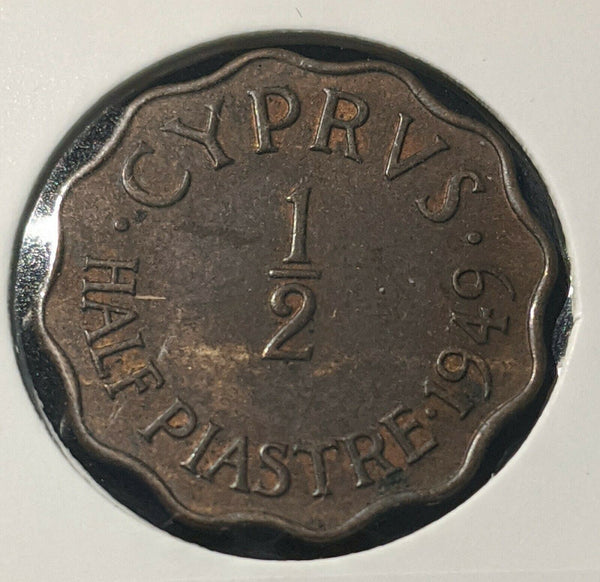 · CYPRVS ·
1/2
HALF PIASTRE · 1949